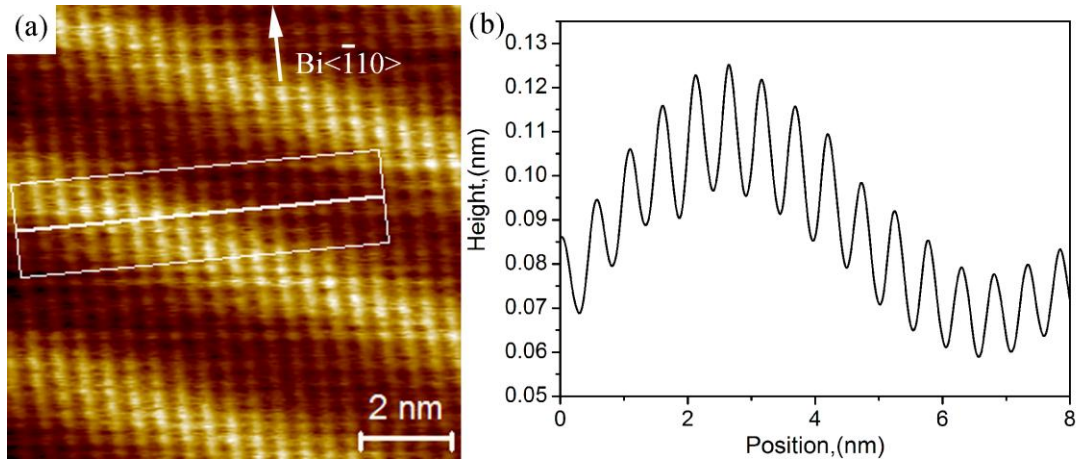 (a)
Bi<1̅10>
2 nm
(b)
Height,(nm)
0.13
0.12
0.11
0.10
0.09
0.08
0.07
0.06
0.05
0 2 4 6 8
Position,(nm)